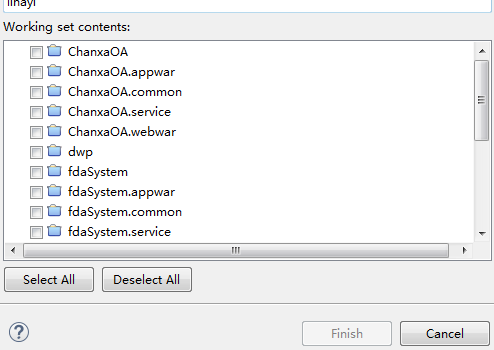 linayi
Working set contents:
ChanxaOA
ChanxaOA.appwar
ChanxaOA.common
ChanxaOA.service
ChanxaOA.webwar
dwp
fdaSystem
fdaSystem.appwar
fdaSystem.common
fdaSystem.service
Select All
Deselect All
?
Finish
Cancel